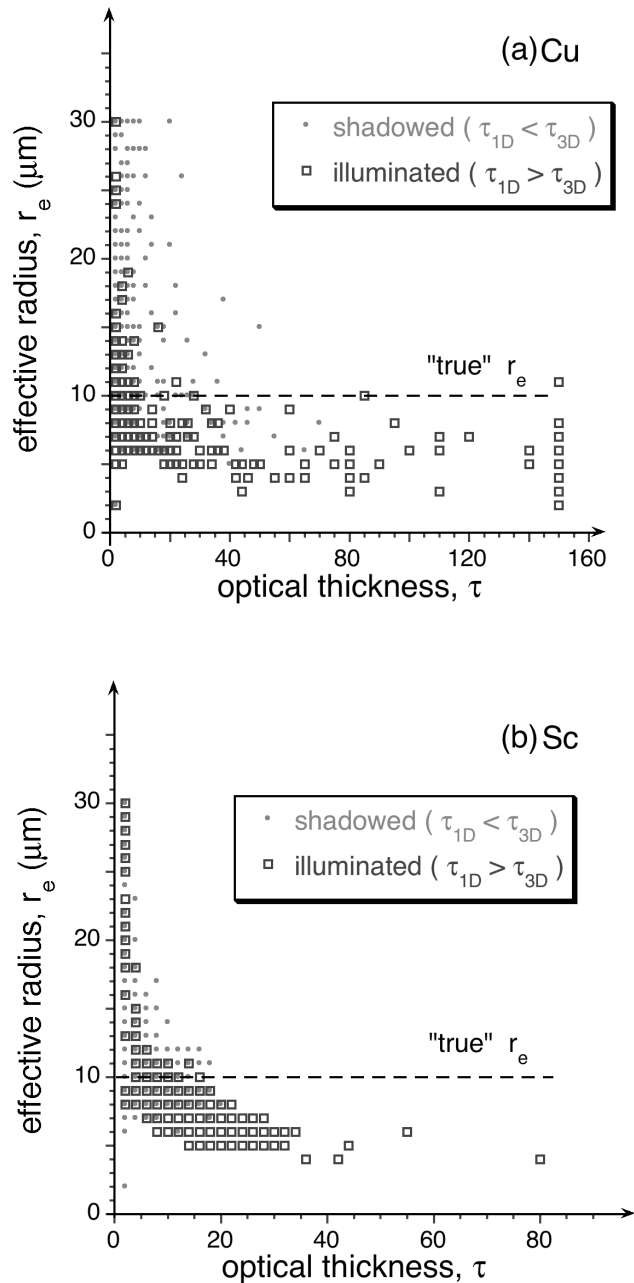 (a) Cu
shadowed ( τ1D < τ3D )
illuminated ( τ1D > τ3D )
"true" re
effective radius, re (μm)
30
20
10
0
0 40 80 120 160
optical thickness, τ
(b) Sc
shadowed ( τ1D < τ3D )
illuminated ( τ1D > τ3D )
"true" re
effective radius, re (μm)
30
20
10
0
0 20 40 60 80
optical thickness, τ